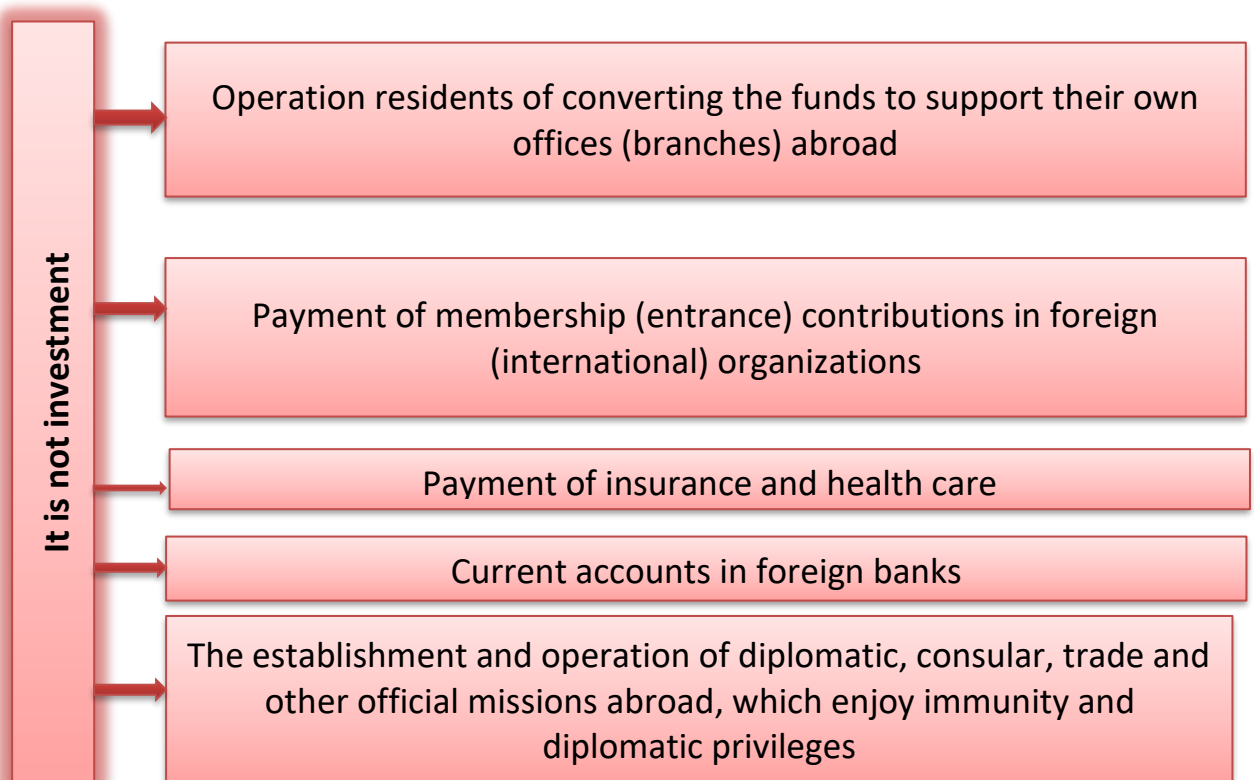 It is not investment
Operation residents of converting the funds to support their own
offices (branches) abroad
Payment of membership (entrance) contributions in foreign
(international) organizations
Payment of insurance and health care
Current accounts in foreign banks
The establishment and operation of diplomatic, consular, trade and
other official missions abroad, which enjoy immunity and
diplomatic privileges